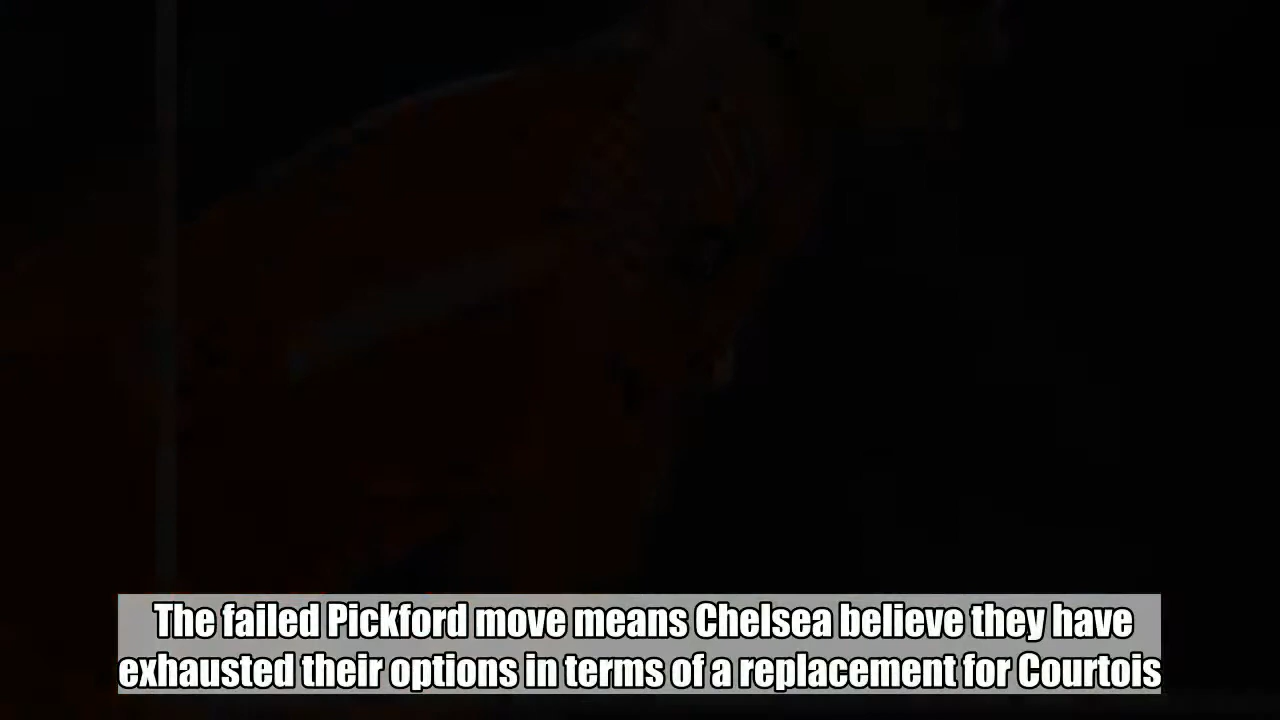 The failed Pickford move means Chelsea believe they have
exhausted their options in terms of a replacement for Courtois